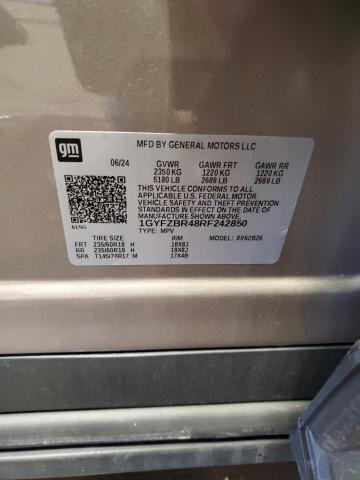 gm
MFD BY GENERAL MOTORS LLC
06/24 GVWR GAWR FRT GAWR RR
2350 KG 1220 KG 1220 KG
5180 LB 2689 LB 2689 LB
THIS VEHICLE CONFORMS TO ALL
APPLICABLE U.S. FEDERAL MOTOR
VEHICLE SAFETY AND THEFT PREVENTION
STANDARDS IN EFFECT ON THE DATE OF
MANUFACTURE SHOWN ABOVE.
1GYFZBR48RF242850
615G TYPE: MPV MODEL:
TIRE SIZE RIM
FRT 235/60R18 H 18X8J
RR 235/60R18 H 18X8J
SPA T145/70R17 M 17X4B